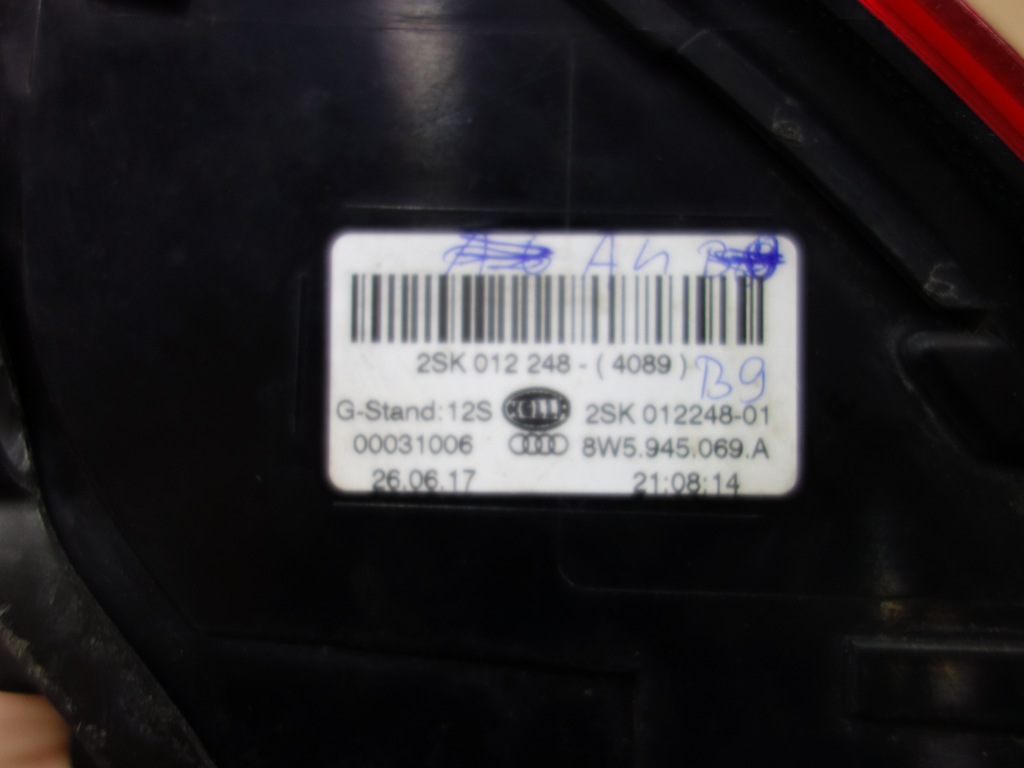 A4
2SK 012 248 - ( 4089 )
B9
G-Stand: 12S 2SK 012248-01
00031006 8W5.945.069.A
26.06.17 21:08:14